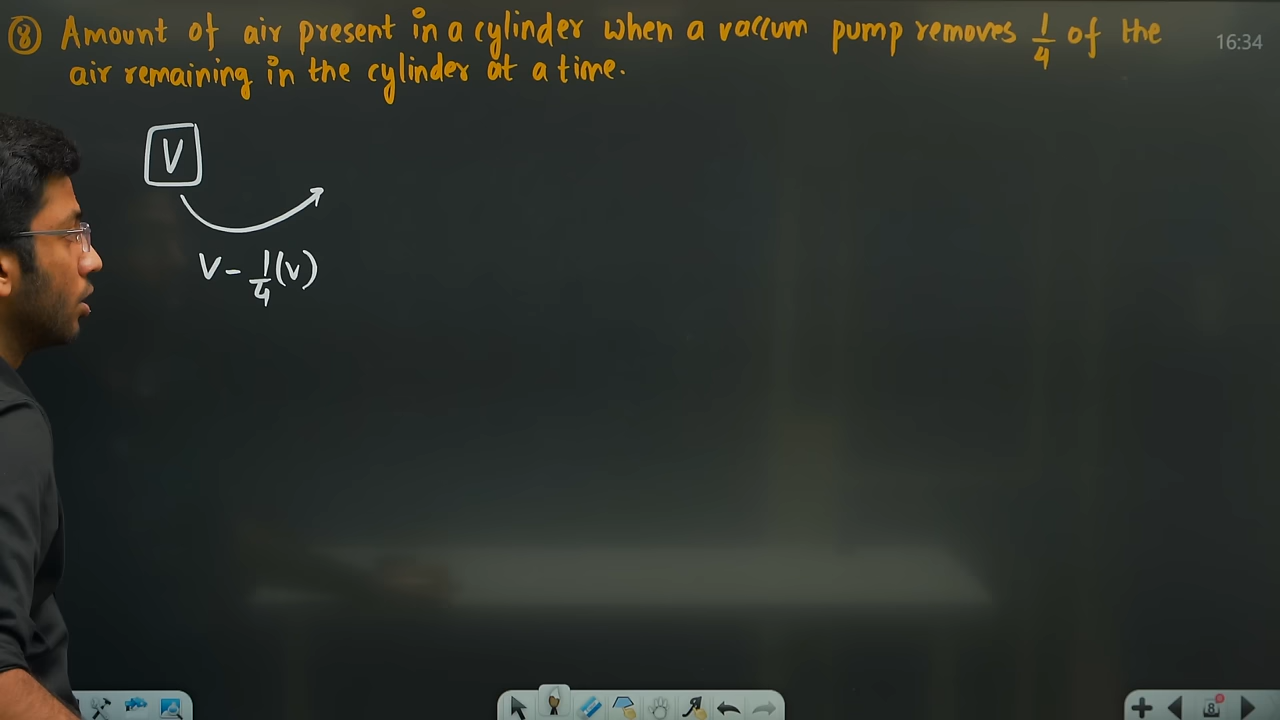 ⑧ Amount of air present in a cylinder when a vaccum pump removes 1/4 of the
air remaining in the cylinder at a time.
16:34
V
V - 1/4 (v)
8